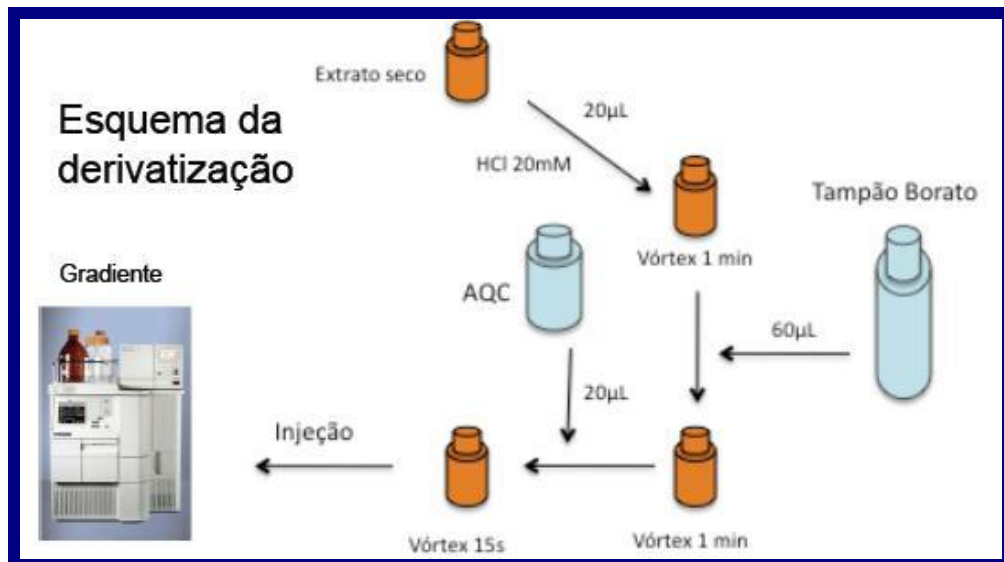 Esquema da
derivatização
Extrato seco
20µL
HCl 20mM
Vórtex 1 min
Tampão Borato
60µL
Gradiente
AQC
20µL
Vórtex 1 min
Vórtex 15s
Injeção